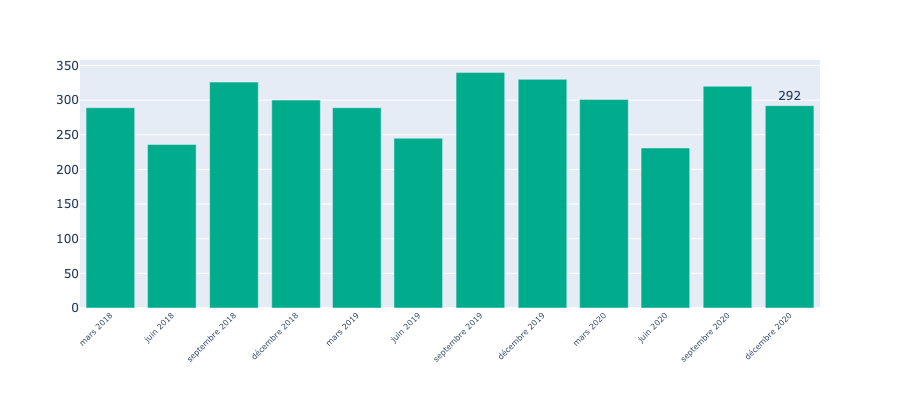 350
300
250
200
150
100
50
0
292
mars 2018
juin 2018
septembre 2018
décembre 2018
mars 2019
juin 2019
septembre 2019
décembre 2019
mars 2020
juin 2020
septembre 2020
décembre 2020